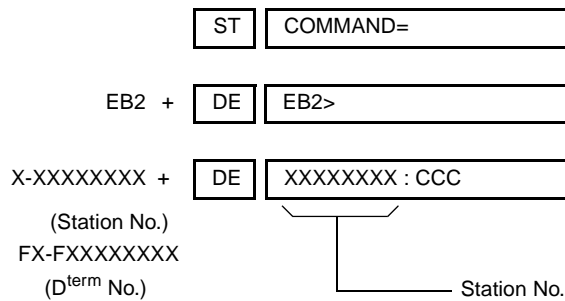 ST COMMAND=
EB2 + DE EB2>
X-XXXXXXXX + DE XXXXXXXX : CCC
(Station No.)
FX-FXXXXXXXX
(Dterm No.)
Station No.